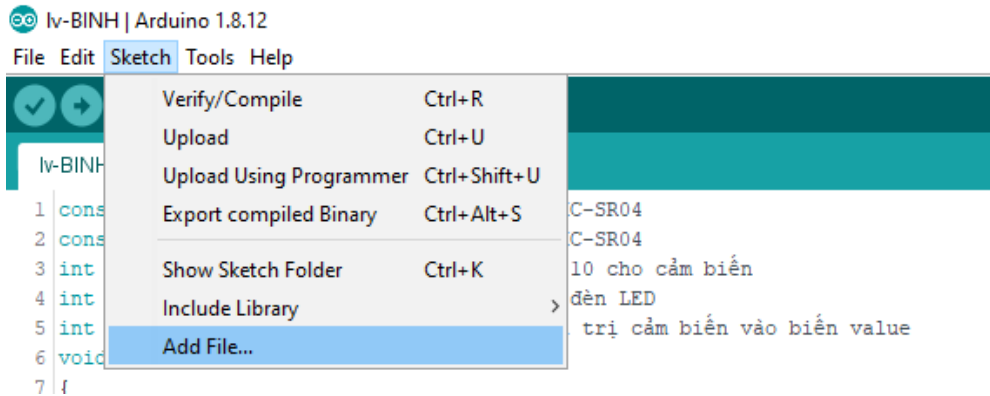 lv-BINH | Arduino 1.8.12
File Edit Sketch Tools Help
Verify/Compile Ctrl+R
Upload Ctrl+U
lv-BINH
Upload Using Programmer Ctrl+Shift+U
1 cons
Export compiled Binary Ctrl+Alt+S
C-SR04
2 cons
C-SR04
3 int
Show Sketch Folder Ctrl+K
10 cho cảm biến
4 int
Include Library
đèn LED
5 int
Add File...
trị cảm biến vào biến value
6 void
7 {